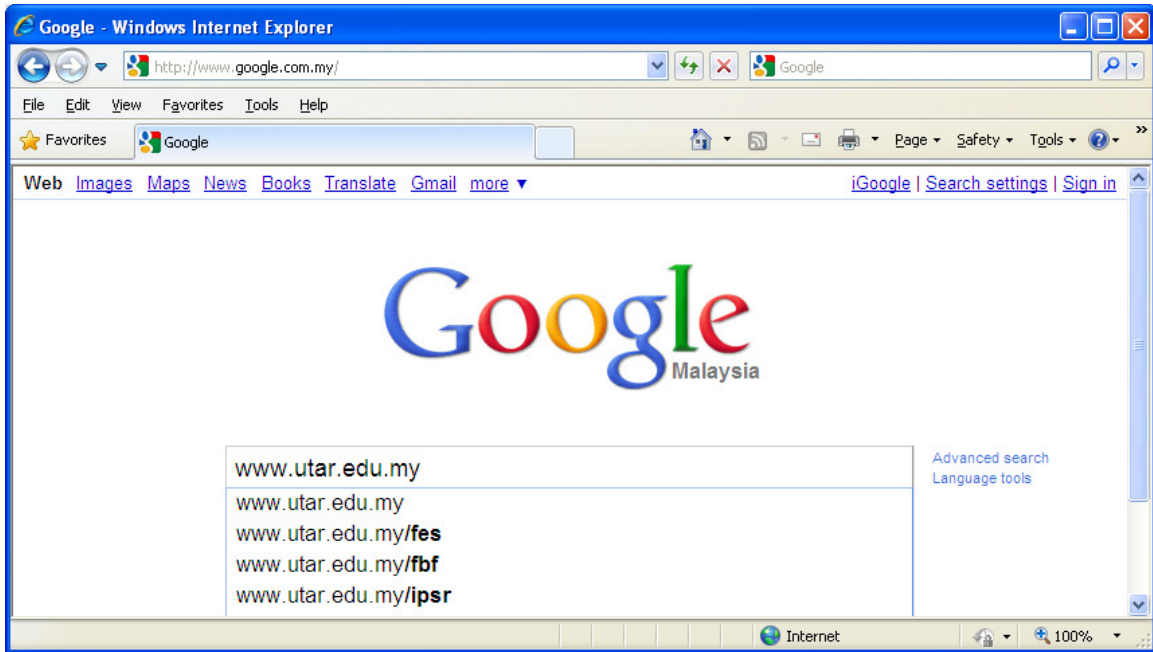 Google - Windows Internet Explorer
http://www.google.com.my/
Google
File Edit View Favorites Tools Help
Favorites Google Page Safety Tools
Web Images Maps News Books Translate Gmail more ▼ iGoogle | Search settings | Sign in
Google
Malaysia
www.utar.edu.my
Advanced search
Language tools
www.utar.edu.my
www.utar.edu.my/fes
www.utar.edu.my/fbf
www.utar.edu.my/ipsr
Internet 100%